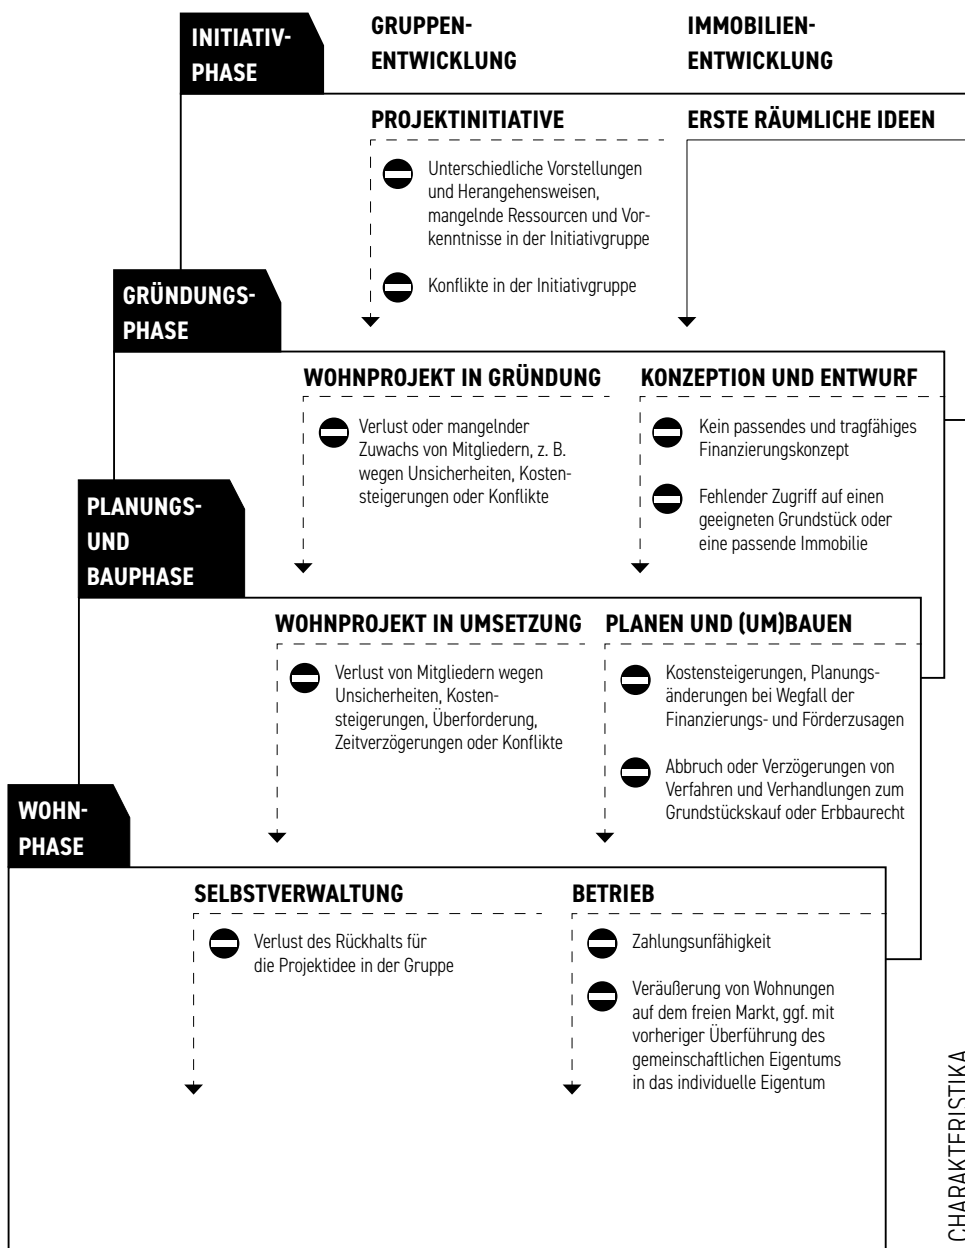 INITIATIV-
PHASE
GRUPPEN-
ENTWICKLUNG
IMMOBILIEN-
ENTWICKLUNG
PROJEKTINITIATIVE
Unterschiedliche Vorstellungen
und Herangehensweisen,
mangelnde Ressourcen und Vor-
kenntnisse in der Initiativgruppe
Konflikte in der Initiativgruppe
ERSTE RÄUMLICHE IDEEN
GRÜNDUNGS-
PHASE
WOHNPROJEKT IN GRÜNDUNG
Verlust oder mangelnder
Zuwachs von Mitgliedern, z. B.
wegen Unsicherheiten, Kosten-
steigerungen oder Konflikte
KONZEPTION UND ENTWURF
Kein passendes und tragfähiges
Finanzierungskonzept
Fehlender Zugriff auf einen
geeigneten Grundstück oder
eine passende Immobilie
PLANUNGS-
UND
BAUPHASE
WOHNPROJEKT IN UMSETZUNG
Verlust von Mitgliedern wegen
Unsicherheiten, Kosten-
steigerungen, Überforderung,
Zeitverzögerungen oder Konflikte
PLANEN UND (UM)BAUEN
Kostensteigerungen, Planungs-
änderungen bei Wegfall der
Finanzierungs- und Förderzusagen
Abbruch oder Verzögerungen von
Verfahren und Verhandlungen zum
Grundstückskauf oder Erbbaurecht
WOHN-
PHASE
SELBSTVERWALTUNG
Verlust des Rückhalts für
die Projektidee in der Gruppe
BETRIEB
Zahlungsunfähigkeit
Veräußerung von Wohnungen
auf dem freien Markt, ggf. mit
vorheriger Überführung des
gemeinschaftlichen Eigentums
in das individuelle Eigentum
CHARAKTERISTIKA